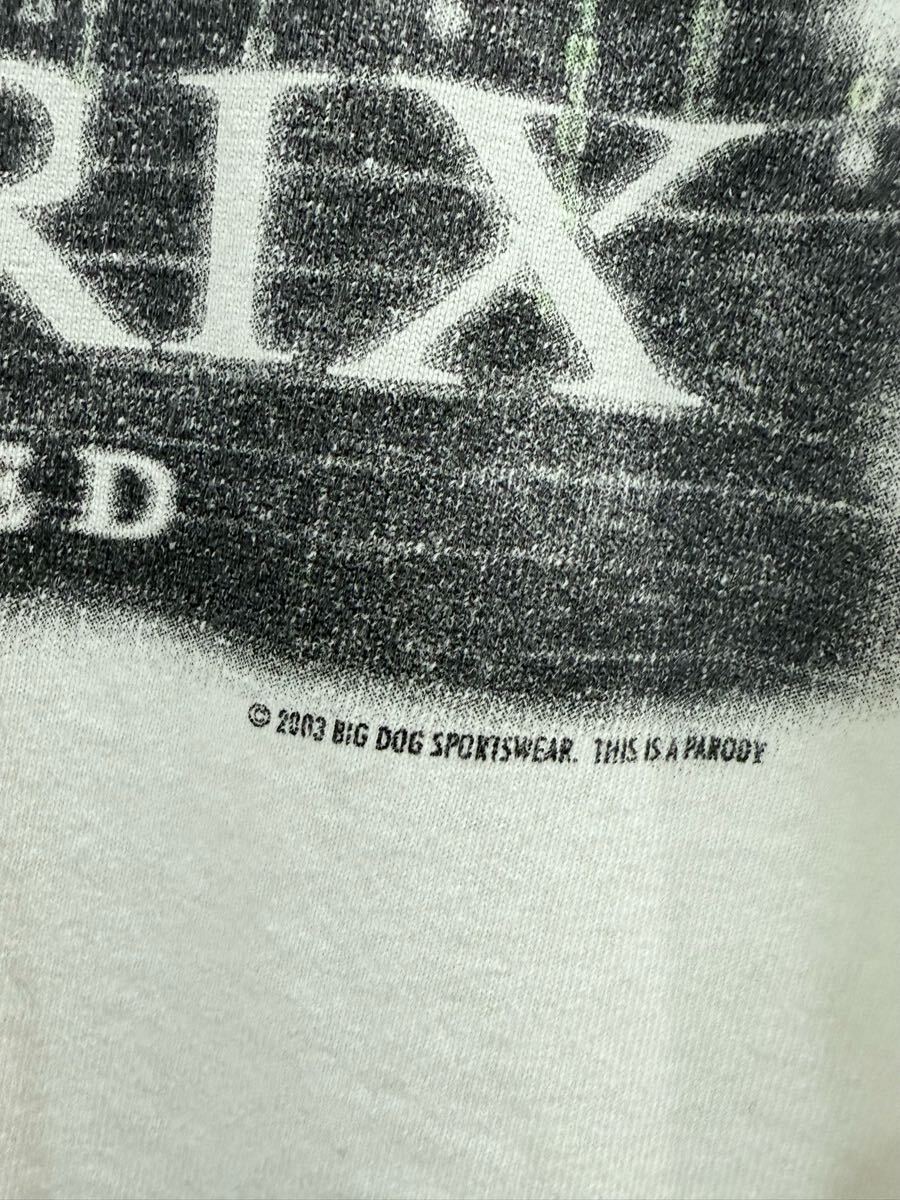 RIX
ED
© 2003 BIG DOG SPORTSWEAR. THIS IS A PARODY